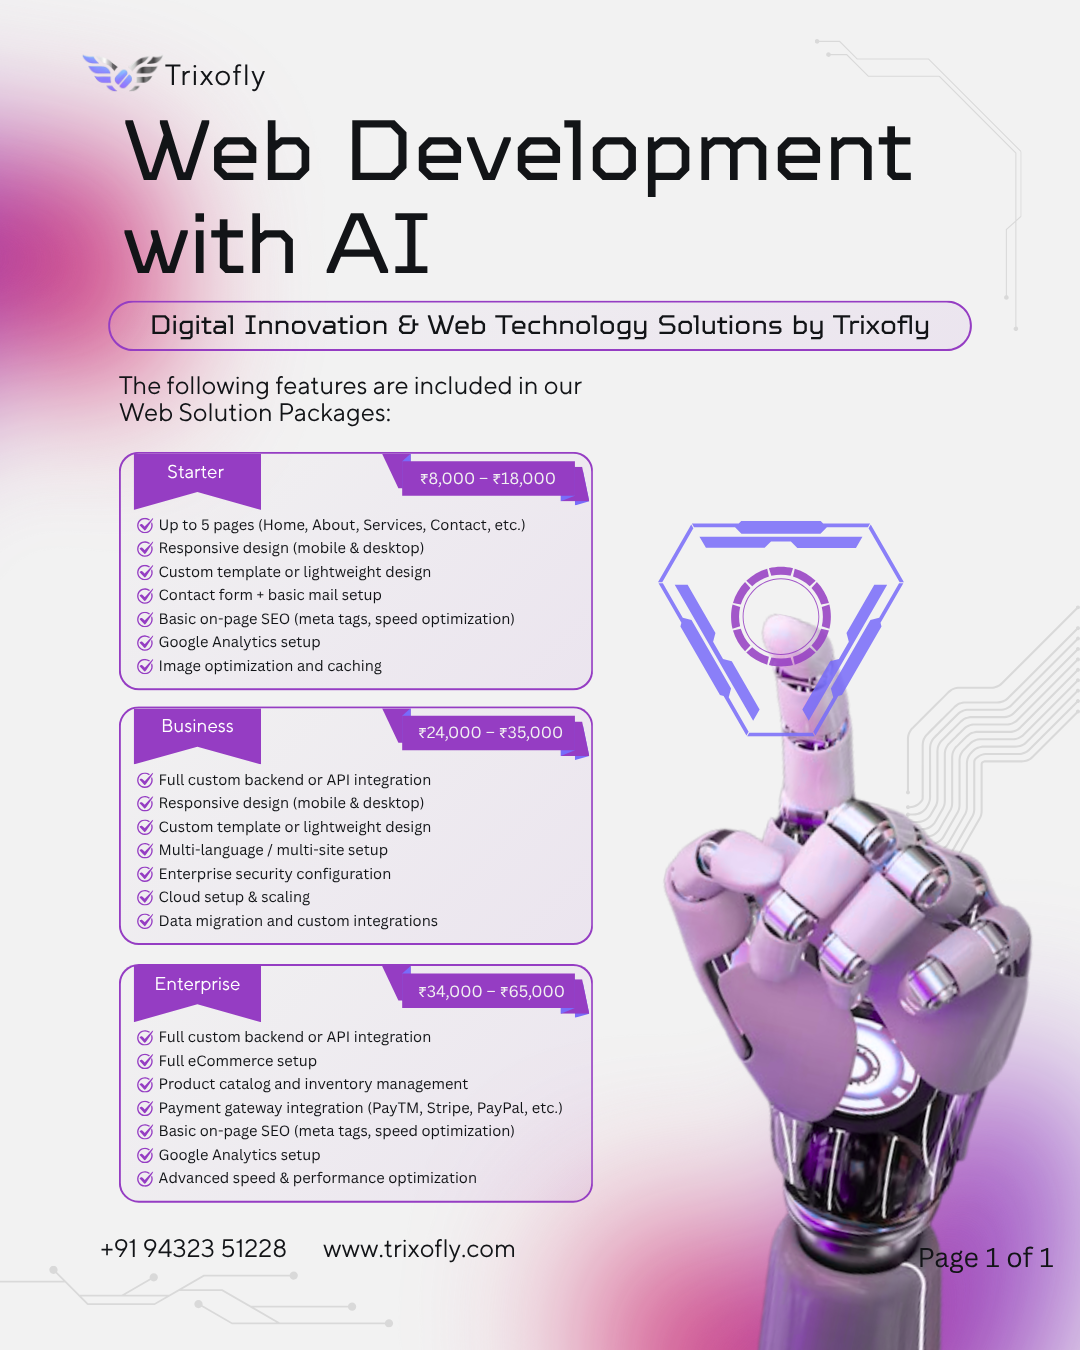 Trixofly
Web Development
with AI
Digital Innovation & Web Technology Solutions by Trixofly
The following features are included in our
Web Solution Packages:
Starter
₹8,000 – ₹18,000
Up to 5 pages (Home, About, Services, Contact, etc.)
Responsive design (mobile & desktop)
Custom template or lightweight design
Contact form + basic mail setup
Basic on-page SEO (meta tags, speed optimization)
Google Analytics setup
Image optimization and caching
Business
₹24,000 – ₹35,000
Full custom backend or API integration
Responsive design (mobile & desktop)
Custom template or lightweight design
Multi-language / multi-site setup
Enterprise security configuration
Cloud setup & scaling
Data migration and custom integrations
Enterprise
₹34,000 – ₹65,000
Full custom backend or API integration
Full eCommerce setup
Product catalog and inventory management
Payment gateway integration (PayTM, Stripe, PayPal, etc.)
Basic on-page SEO (meta tags, speed optimization)
Google Analytics setup
Advanced speed & performance optimization
+91 94323 51228
www.trixofly.com
Page 1 of 1